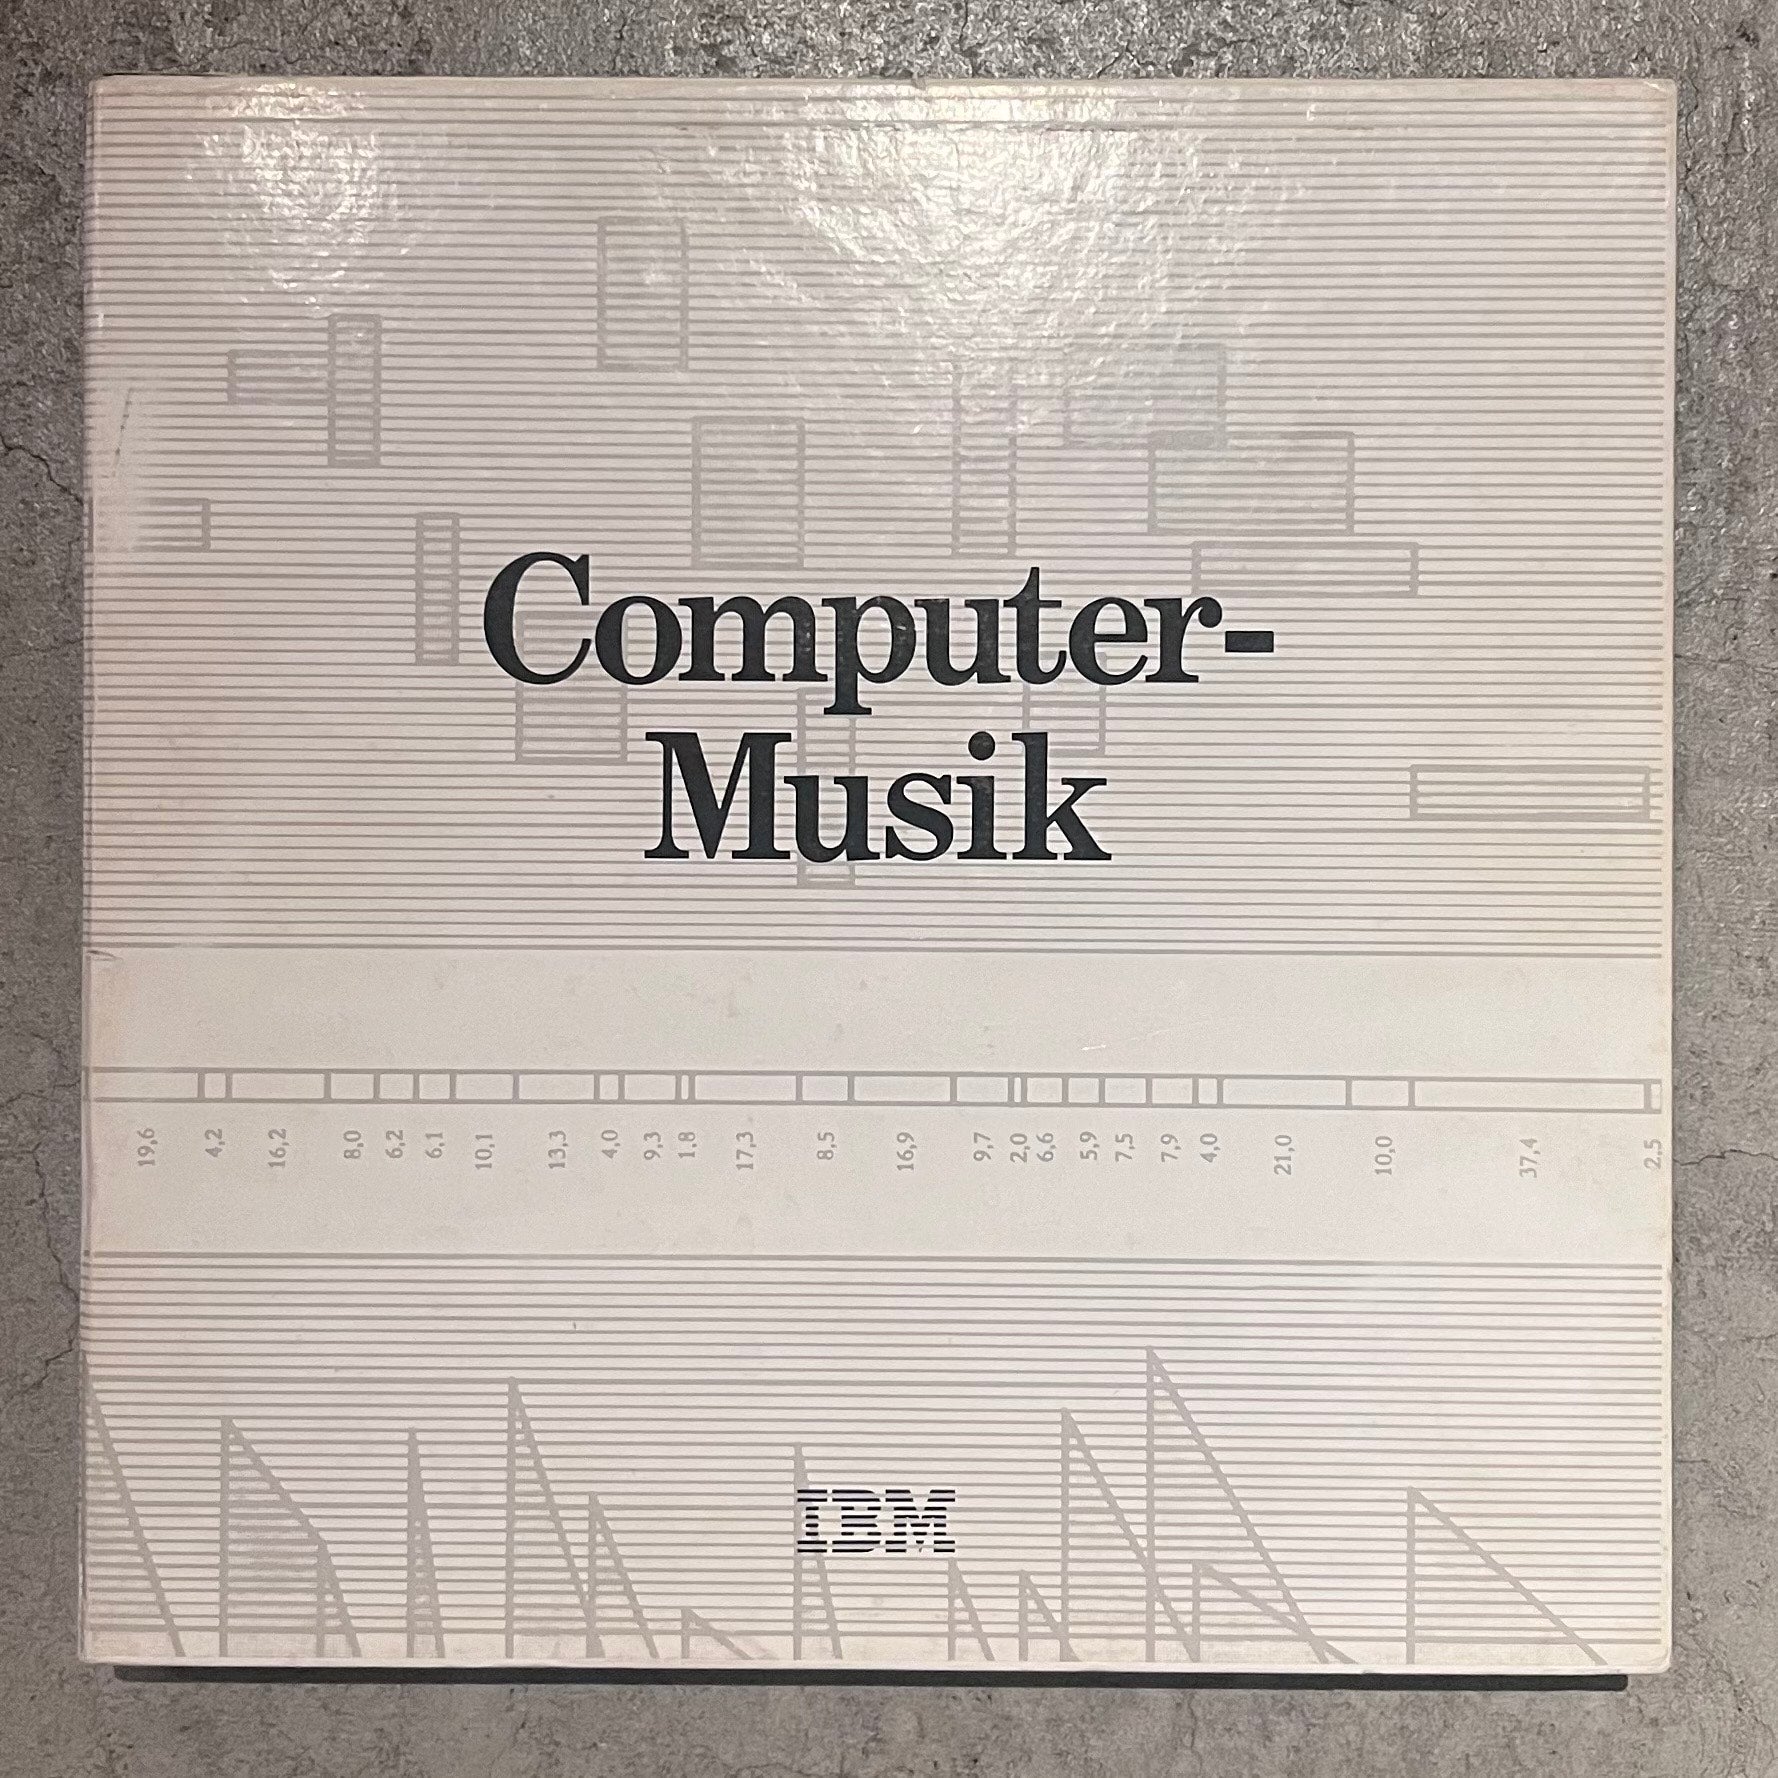 Computer-
Musik
19,6 4,2 16,2 8,0 6,2 6,1 10,1 13,3 4,0 9,3 1,8 17,3 8,5 16,9 9,7 2,0 6,6 5,9 7,5 7,9 4,0 21,0 10,0 37,4 2,5
IBM